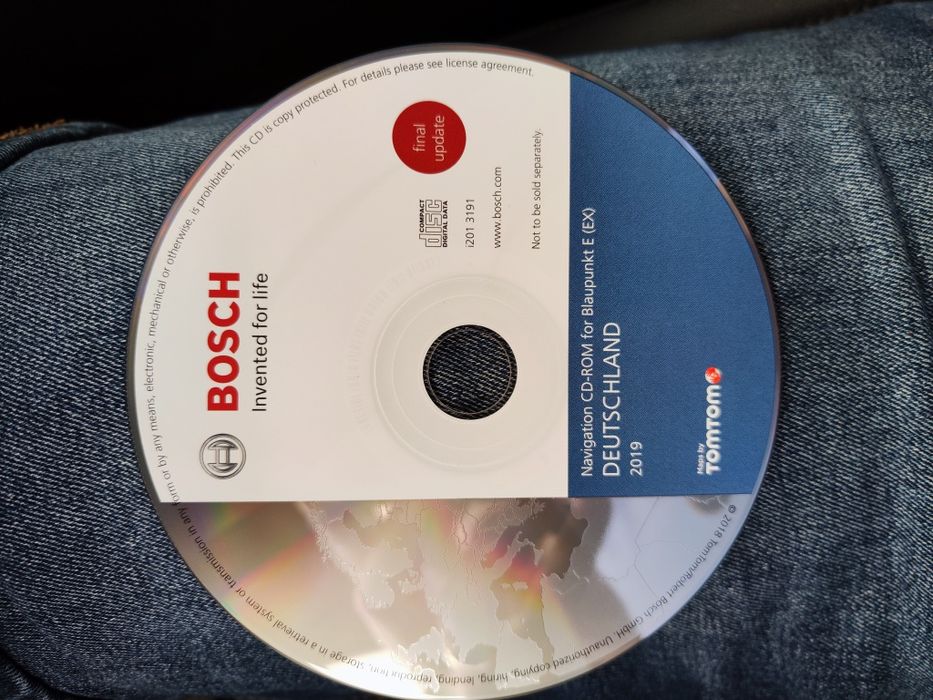 BOSCH
Invented for life
final
update
COMPACT
disc
DIGITAL DATA
i201 3191
www.bosch.com
Not to be sold separately.
Navigation CD-ROM for Blaupunkt E (EX)
DEUTSCHLAND
2019
Maps by
TOMTOM
© 2018 TomTom/Robert Bosch GmbH. Unauthorized copying, hiring, lending, reproduction, storage in a retrieval system or transmission in any form or by any means, electronic, mechanical or otherwise, is prohibited. This CD is copy protected. For details please see license agreement.